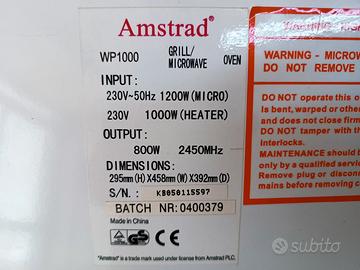 Amstrad®
WP1000 GRILL/
MICROWAVE OVEN
INPUT:
230V~50Hz 1200W(MICRO)
230V 1000W(HEATER)
OUTPUT:
800W 2450MHz
DIMENSIONS:
295mm(H)X458mm(W)X392mm(D)
S/N.: KB050115597
BATCH NR:0400379
Made in China
"Amstrad" is a trade mark used under license from Amstrad PLC.
WARNING - MICROW
DO NOT REMOVE
DO NOT operate this o
is bent, warped or othe
and does not close firm
DO NOT tamper with the
interlocks.
MAINTENANCE should b
only by a qualified servic
Remove plug or disconn
mains before removing
subito